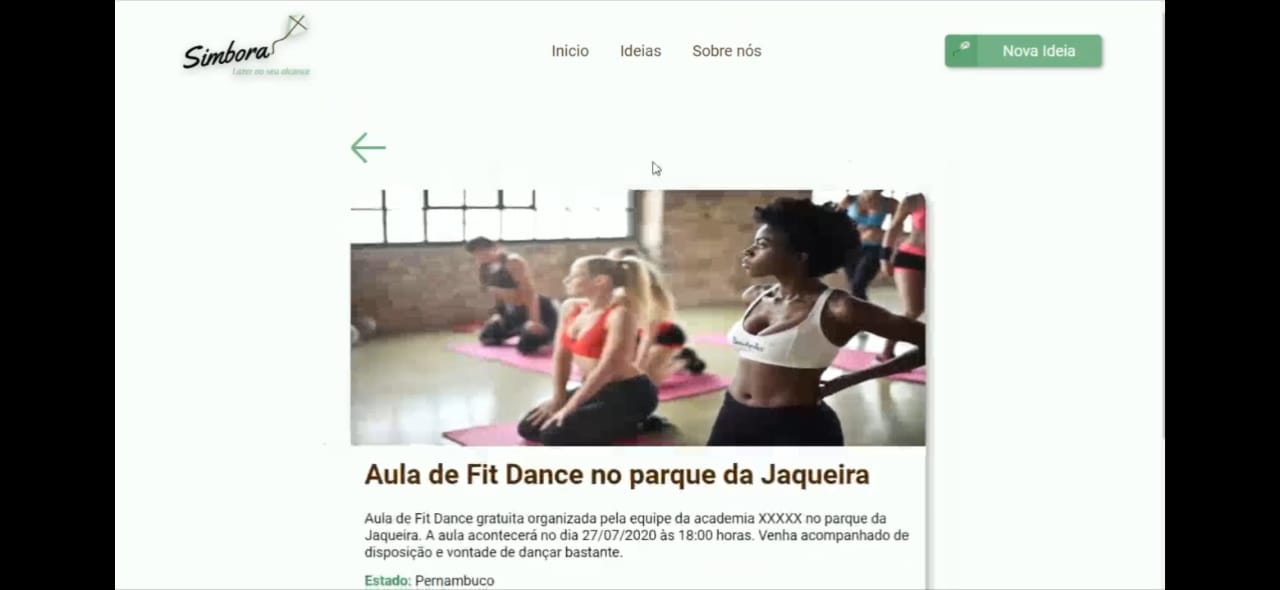 Simbora
Lazer ao seu alcance
Inicio
Ideias
Sobre nós
Nova Ideia
Aula de Fit Dance no parque da Jaqueira
Aula de Fit Dance gratuita organizada pela equipe da academia XXXXX no parque da
Jaqueira. A aula acontecerá no dia 27/07/2020 às 18:00 horas. Venha acompanhado de
disposição e vontade de dançar bastante.
Estado: Pernambuco